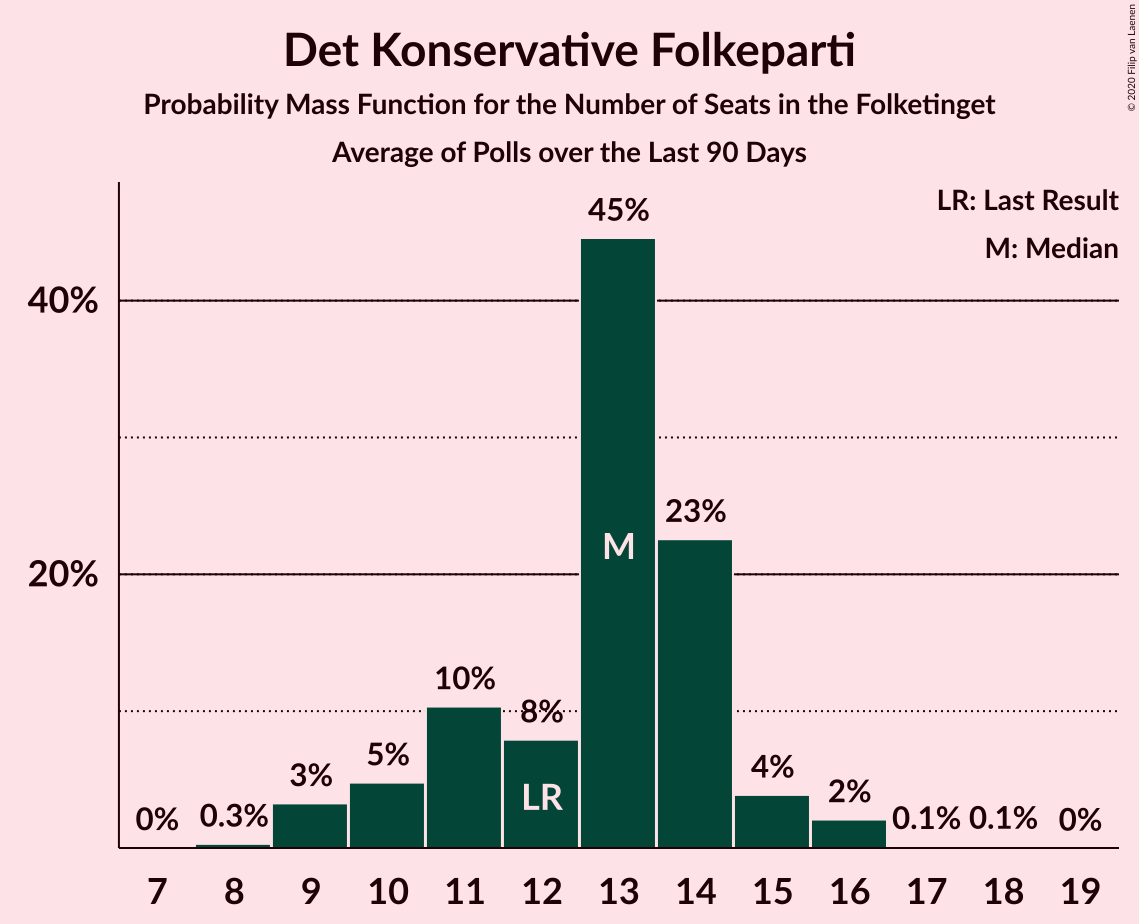 Det Konservative Folkeparti
Probability Mass Function for the Number of Seats in the Folketinget
Average of Polls over the Last 90 Days
© 2020 Filip van Laenen
LR: Last Result
M: Median
45%
40%
23%
M
20%
10%
8%
5%
4%
3%
2%
LR
0%
0.3%
0.1%
0.1%
0%
7 8 9 10 11 12 13 14 15 16 17 18 19